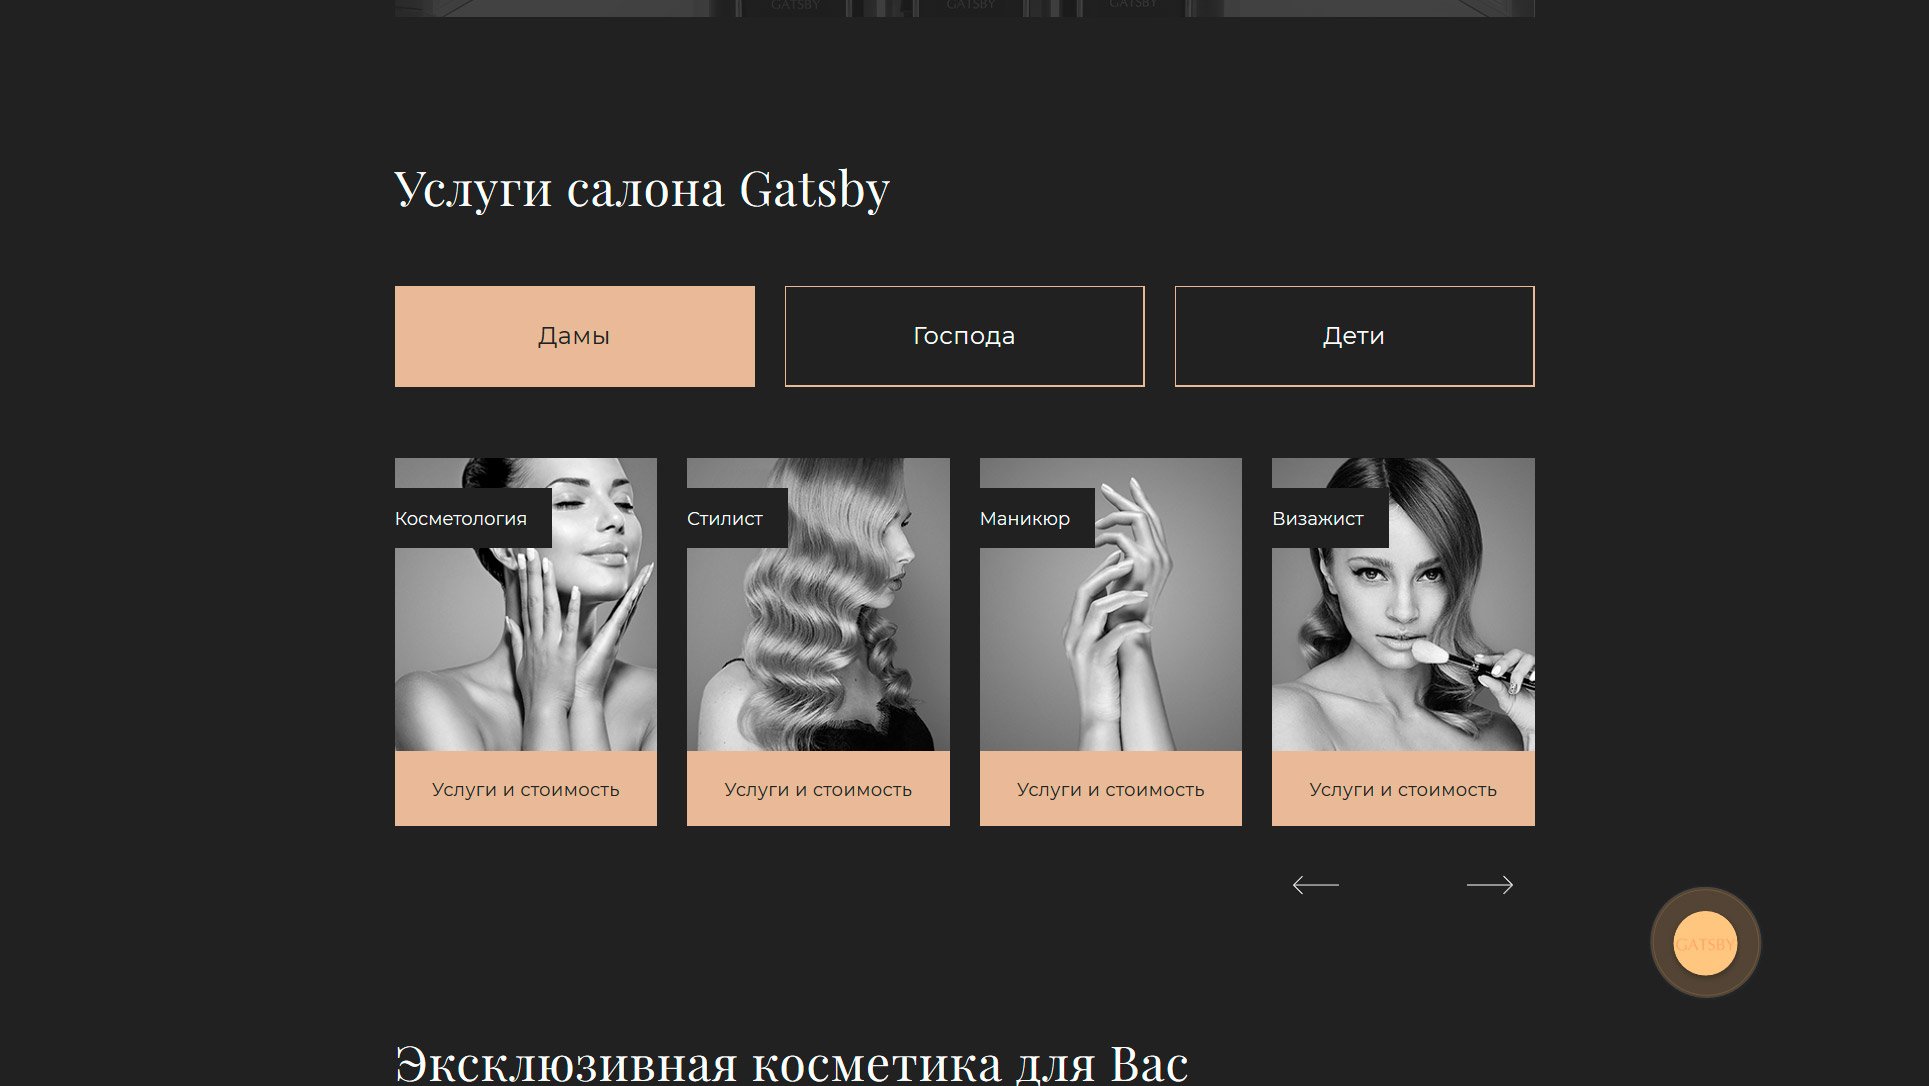 GATSBY GATSBY GATSBY
Услуги салона Gatsby
Дамы
Господа
Дети
Косметология
Стилист
Маникюр
Визажист
Услуги и стоимость
Услуги и стоимость
Услуги и стоимость
Услуги и стоимость
GATSBY
Эксклюзивная косметика для Вас